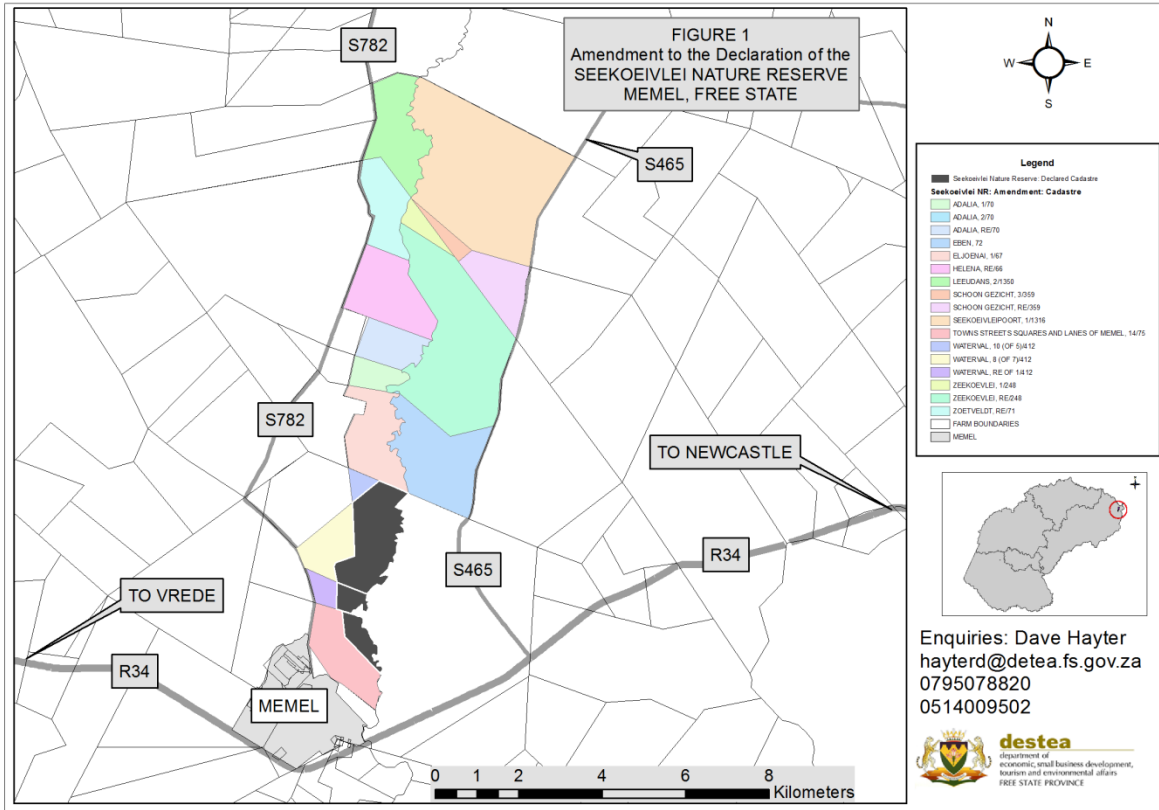 FIGURE 1
Amendment to the Declaration of the
SEEKOEIVLEI NATURE RESERVE
MEMEL, FREE STATE
S782
S465
S782
TO NEWCASTLE
S465
R34
TO VREDE
R34
MEMEL
0 1 2 4 6 8
Kilometers
N
W E
S
Legend
Seekoeivlei Nature Reserve: Declared Cadastre
Seekoeivlei NR: Amendment: Cadastre
ADALIA, 1/70
ADALIA, 2/70
ADALIA, RE/70
EBEN, 72
ELJOENAI, 1/67
HELENA, RE/66
LEEUDANS, 2/1350
SCHOON GEZICHT, 3/359
SCHOON GEZICHT, RE/359
SEEKOEIVLEIPOORT, 1/1316
TOWNS STREETS SQUARES AND LANES OF MEMEL, 14/75
WATERVAL, 10 (OF 5)/412
WATERVAL, 8 (OF 7)/412
WATERVAL, RE OF 1/412
ZEEKOEVLEI, 1/248
ZEEKOEVLEI, RE/248
ZOETVELDT, RE/71
FARM BOUNDARIES
MEMEL
Enquiries: Dave Hayter
hayterd@detea.fs.gov.za
0795078820
0514009502
destea
department of
economic, small business development,
tourism and environmental affairs
FREE STATE PROVINCE